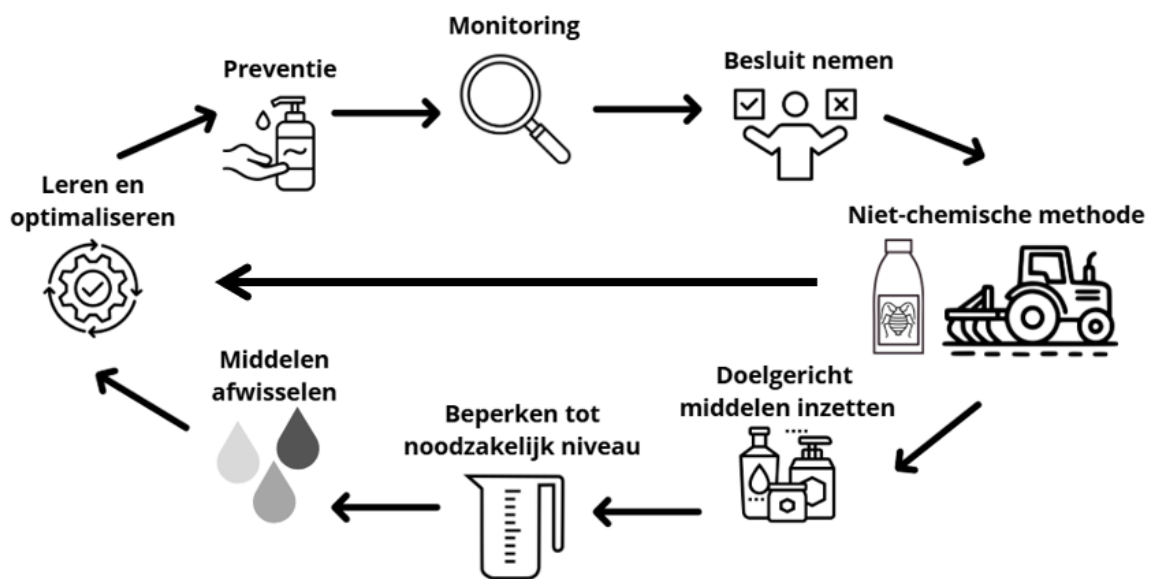 Monitoring
Preventie
Besluit nemen
Leren en
optimaliseren
Niet-chemische methode
Middelen
afwisselen
Doelgericht
middelen inzetten
Beperken tot
noodzakelijk niveau